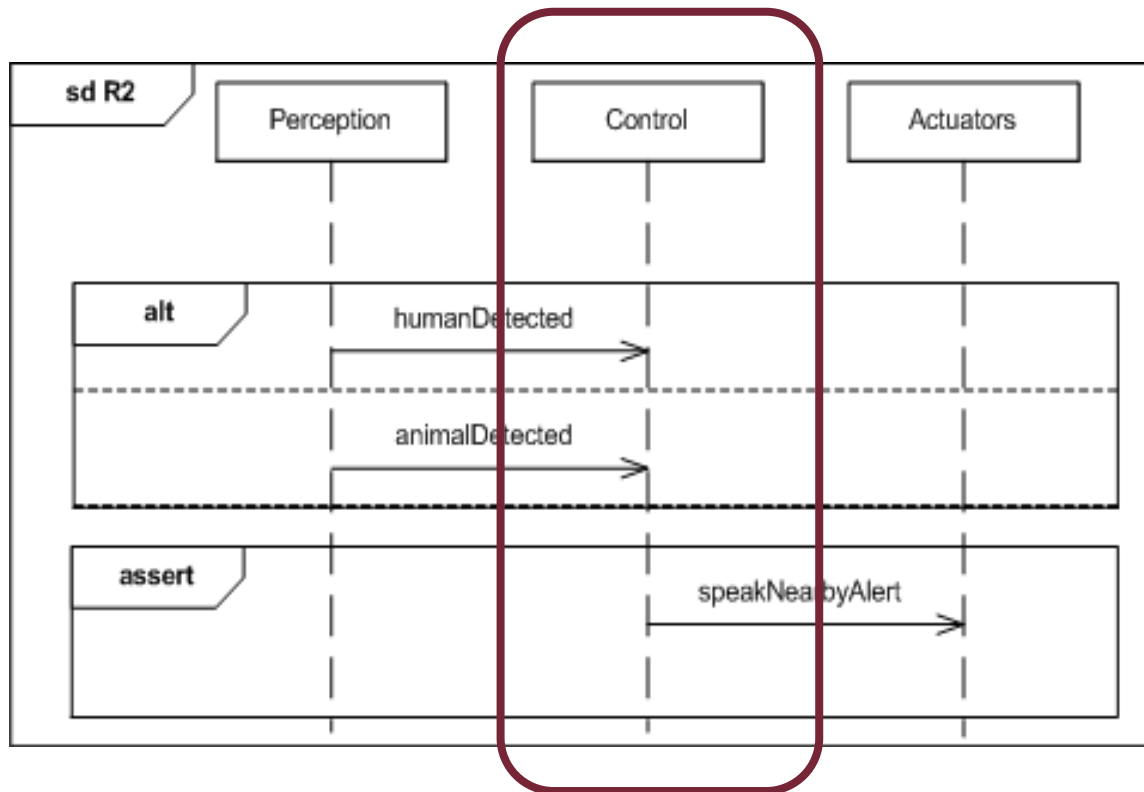 sd R2
Perception
Control
Actuators
alt
humanDetected
animalDetected
assert
speakNearbyAlert